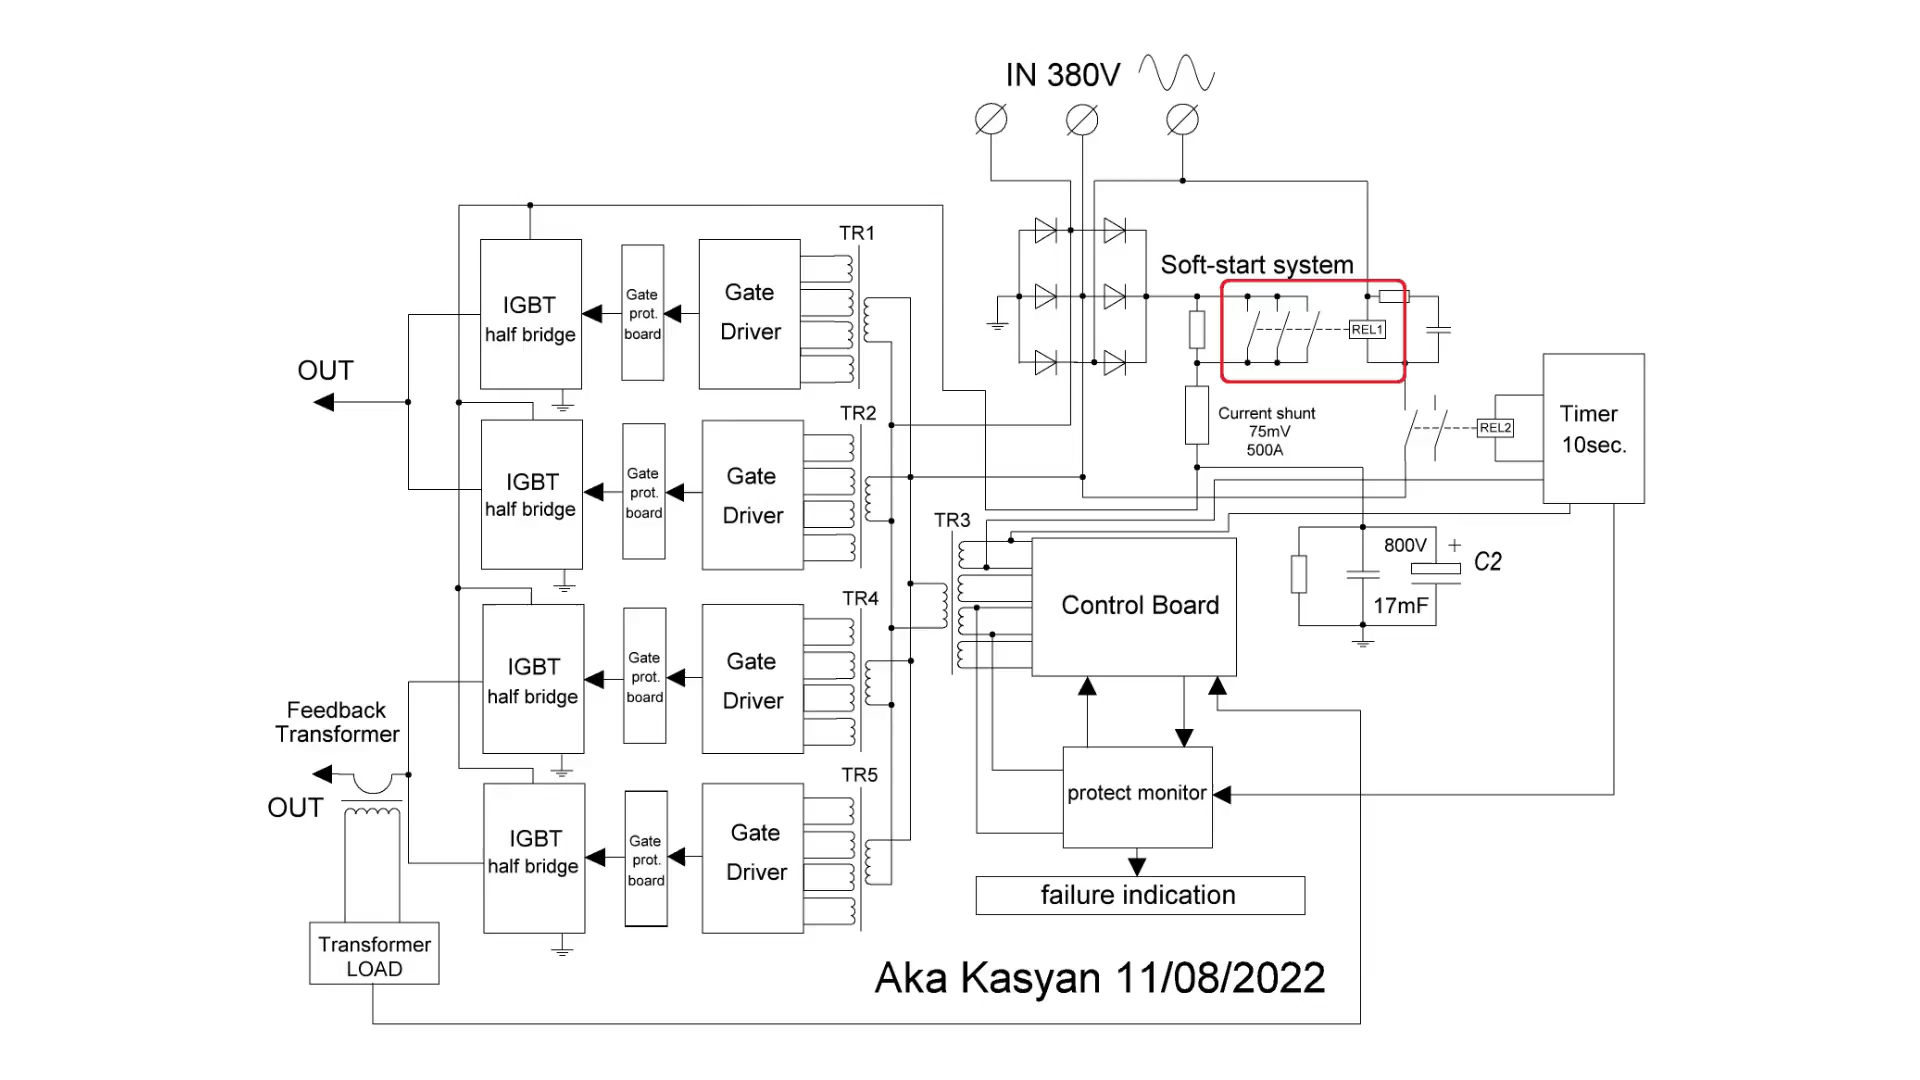 IN 380V
Soft-start system
REL1
Current shunt
75mV
500A
REL2
Timer
10sec.
800V +
C2
17mF
TR1
IGBT
half bridge
Gate
prot.
board
Gate
Driver
OUT
TR2
IGBT
half bridge
Gate
prot.
board
Gate
Driver
TR3
Control Board
TR4
IGBT
half bridge
Gate
prot.
board
Gate
Driver
Feedback
Transformer
OUT
TR5
IGBT
half bridge
Gate
prot.
board
Gate
Driver
protect monitor
failure indication
Transformer
LOAD
Aka Kasyan 11/08/2022